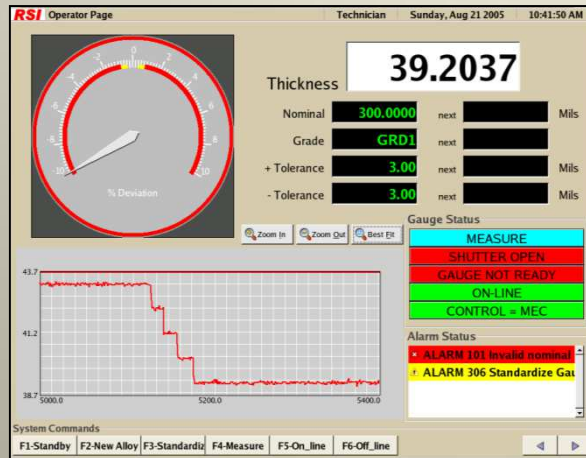 RSI Operator Page Technician Sunday, Aug 21 2005 10:41:50 AM
-10 -8 -6 -4 -2 0 2 4 6 8 10
% Deviation
Thickness 39.2037
Nominal 300.0000 next Mils
Grade GRD1 next
+ Tolerance 3.00 next Mils
- Tolerance 3.00 next Mils
Zoom In Zoom Out Best Fit
Gauge Status
MEASURE
SHUTTER OPEN
GAUGE NOT READY
ON-LINE
CONTROL = MEC
43.7
41.2
38.7
5000.0 5200.0 5400.0
Alarm Status
ALARM 101 Invalid nominal
ALARM 306 Standardize Gau
System Commands
F1-Standby F2-New Alloy F3-Standardiz F4-Measure F5-On_line F6-Off_line